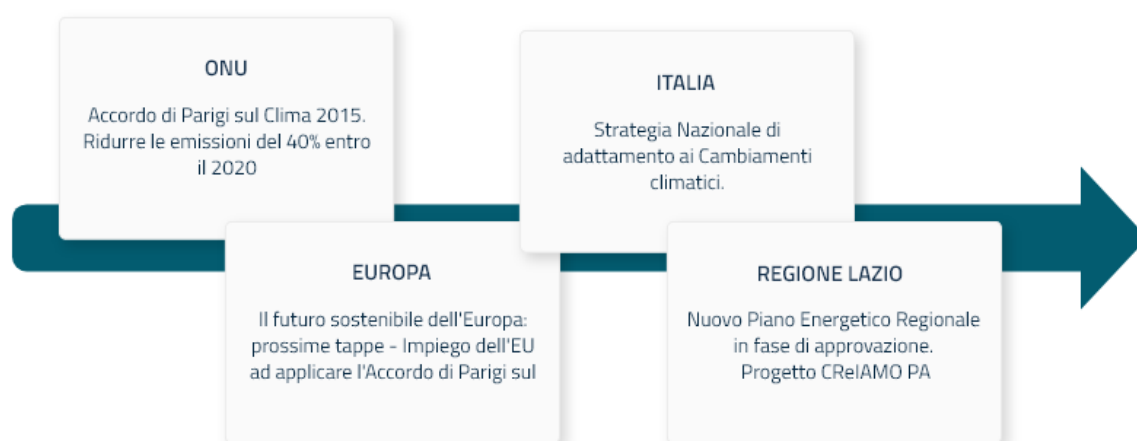 ONU
Accordo di Parigi sul Clima 2015.
Ridurre le emissioni del 40% entro
il 2020
EUROPA
Il futuro sostenibile dell'Europa:
prossime tappe - Impiego dell'EU
ad applicare l'Accordo di Parigi sul
ITALIA
Strategia Nazionale di
adattamento ai Cambiamenti
climatici.
REGIONE LAZIO
Nuovo Piano Energetico Regionale
in fase di approvazione.
Progetto CReIAMO PA